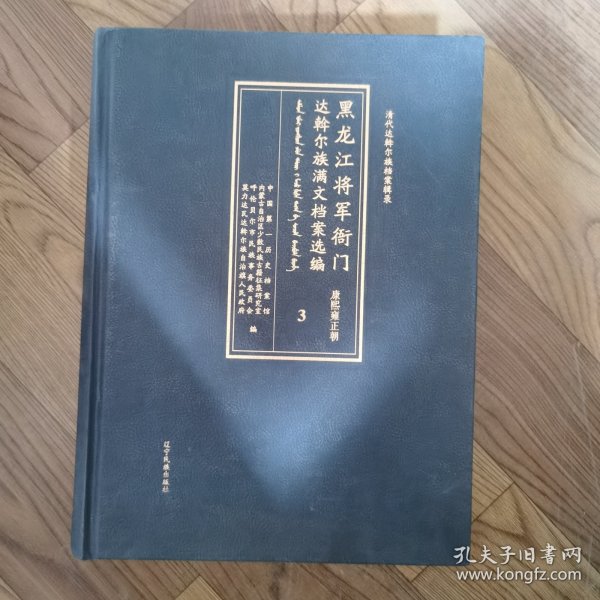 清代达斡尔族档案辑录
黑龙江将军衙门
达斡尔族满文档案选编
康熙雍正朝
3
中国第一历史档案馆
内蒙古自治区少数民族古籍征集研究室
呼伦贝尔市民族事务委员会
莫力达瓦达斡尔族自治旗人民政府
编
辽宁民族出版社
孔夫子旧书网
www.kongfz.com